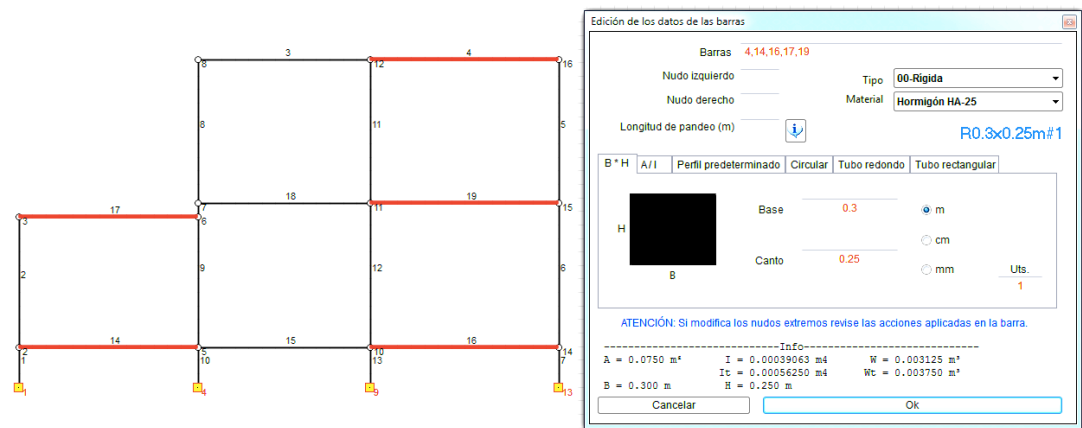 3
4
8
12
16
8
11
5
18
19
17
3
7
6
11
15
2
9
12
6
14
15
16
2
5
10
14
1
10
13
7
1
4
9
13
Edición de los datos de las barras
Barras 4,14,16,17,19
Nudo izquierdo
Tipo 00-Rígida
Nudo derecho
Material Hormigón HA-25
Longitud de pandeo (m)
R0.3x0.25m#1
B * H A / I Perfil predeterminado Circular Tubo redondo Tubo rectangular
Base 0.3 m
H
cm
Canto 0.25
mm Uts.
B
1
ATENCIÓN: Si modifica los nudos extremos revise las acciones aplicadas en la barra.
-----------------------------Info-----------------------------
A = 0.0750 m² I = 0.00039063 m4 W = 0.003125 m³
It = 0.00056250 m4 Wt = 0.003750 m³
B = 0.300 m H = 0.250 m
Cancelar Ok